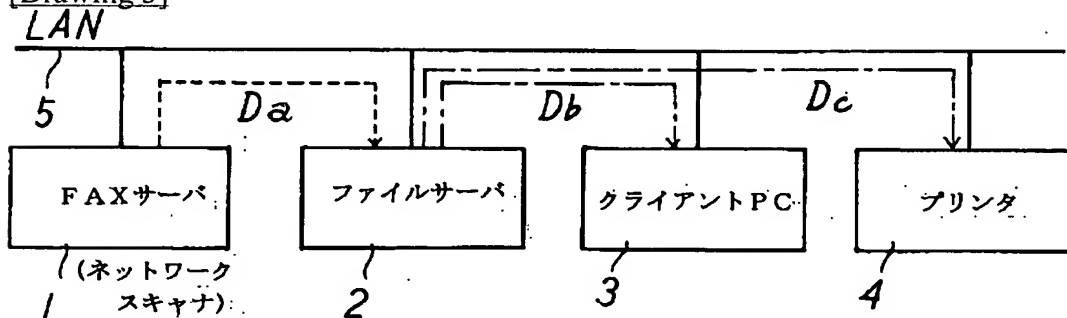 [Drawing 3]
LAN
5
Da
Db
Dc
FAXサーバ
ファイルサーバ
クライアントPC
プリンタ
1
(ネットワーク
スキャナ)
2
3
4